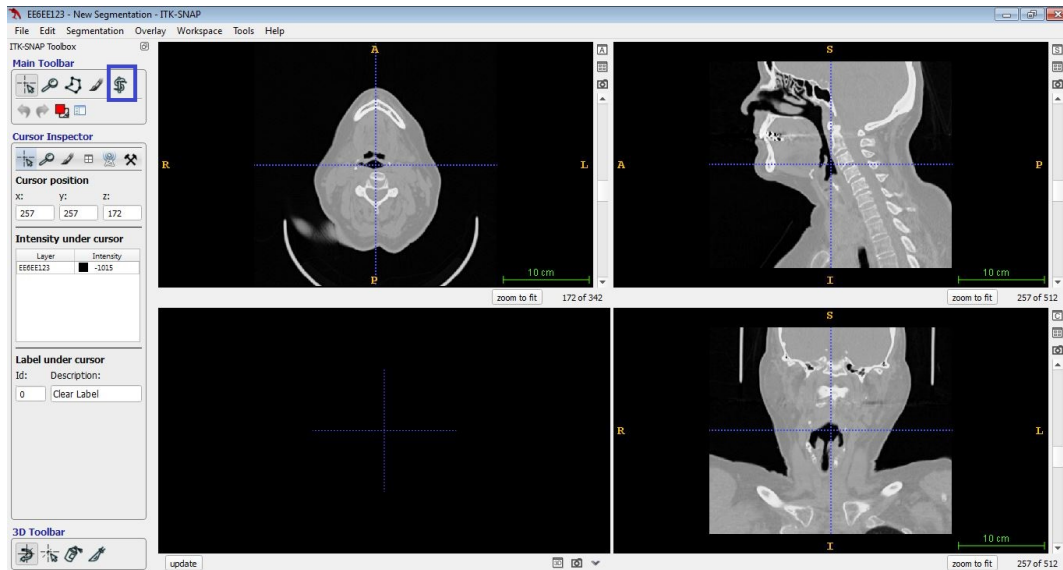 EE6EE123 - New Segmentation - ITK-SNAP
File Edit Segmentation Overlay Workspace Tools Help
ITK-SNAP Toolbox
Main Toolbar
Cursor Inspector
Cursor position
x: y: z:
257 257 172
Intensity under cursor
Layer Intensity
EE6EE123 -1015
Label under cursor
Id: Description:
0 Clear Label
3D Toolbar
A
R
L
P
10 cm
zoom to fit 172 of 342
A
S
A
P
I
10 cm
zoom to fit 257 of 512
S
update
3D
S
R
L
I
10 cm
zoom to fit 257 of 512
C